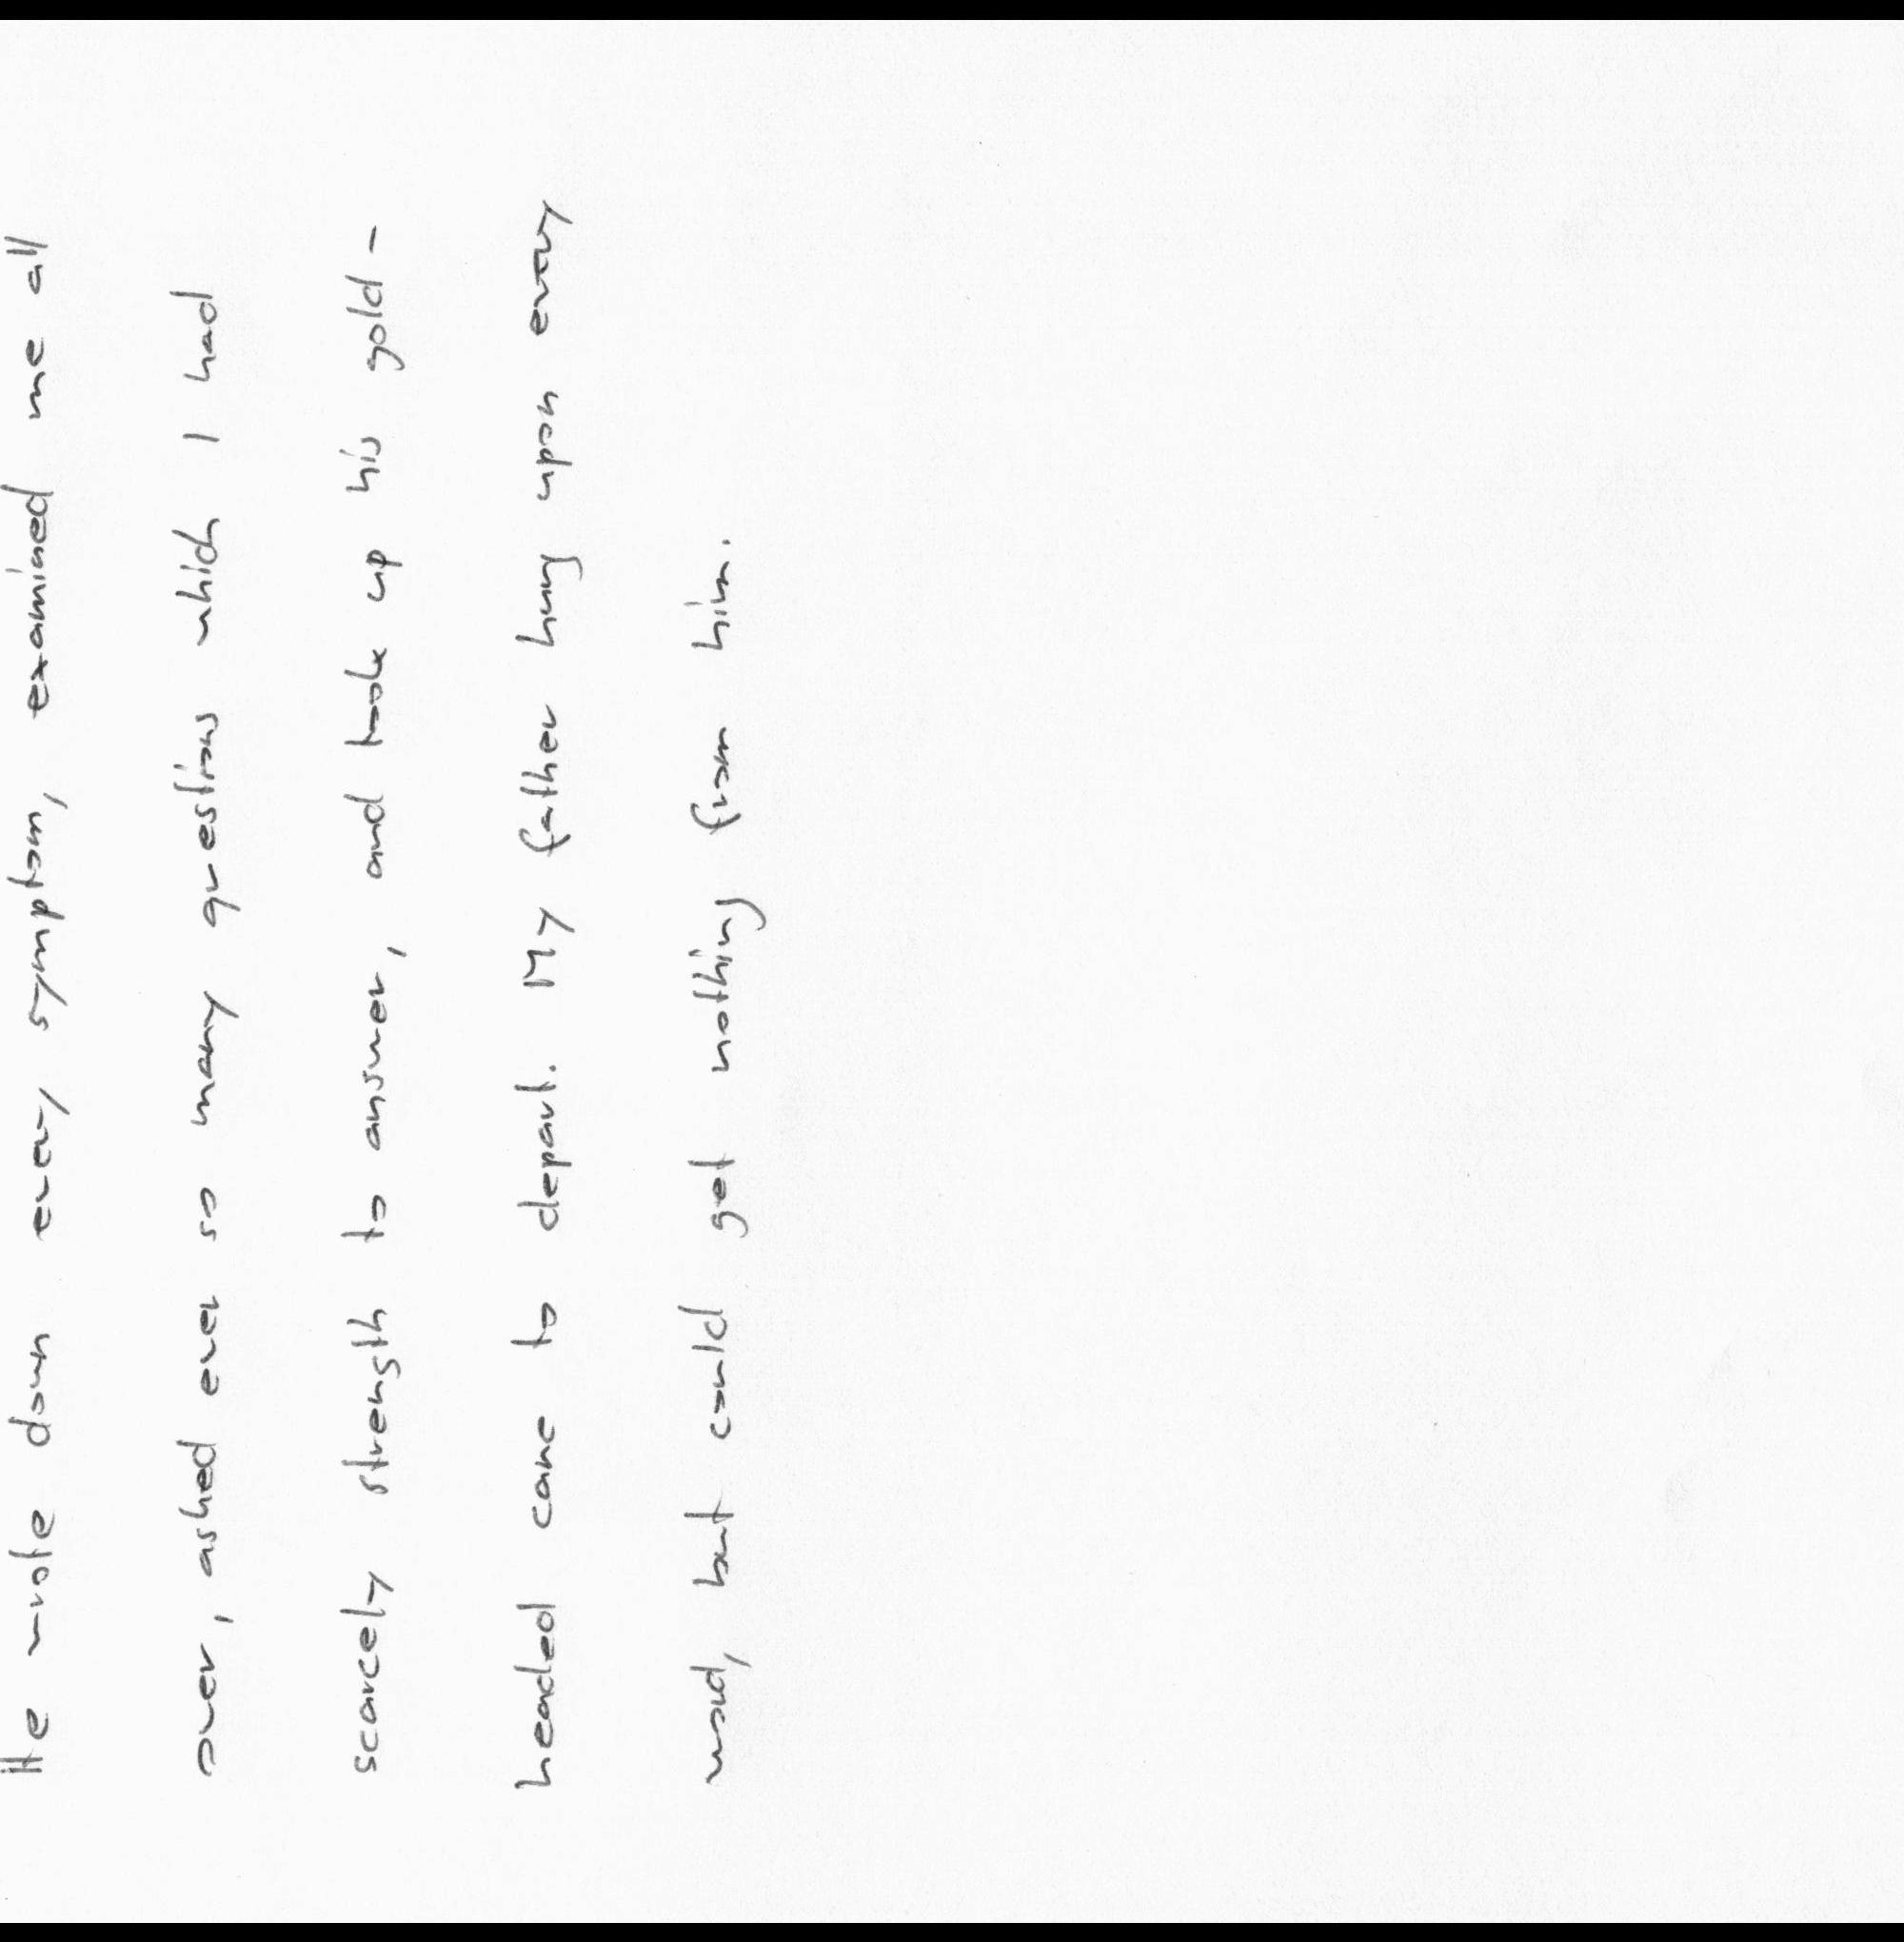 He wrote down every symptom, examined me all
over, asked ever so many questions which I had
scarcely strength to answer, and took up his gold-
headed cane to depart. My father hung upon every
word, but could get nothing from him.